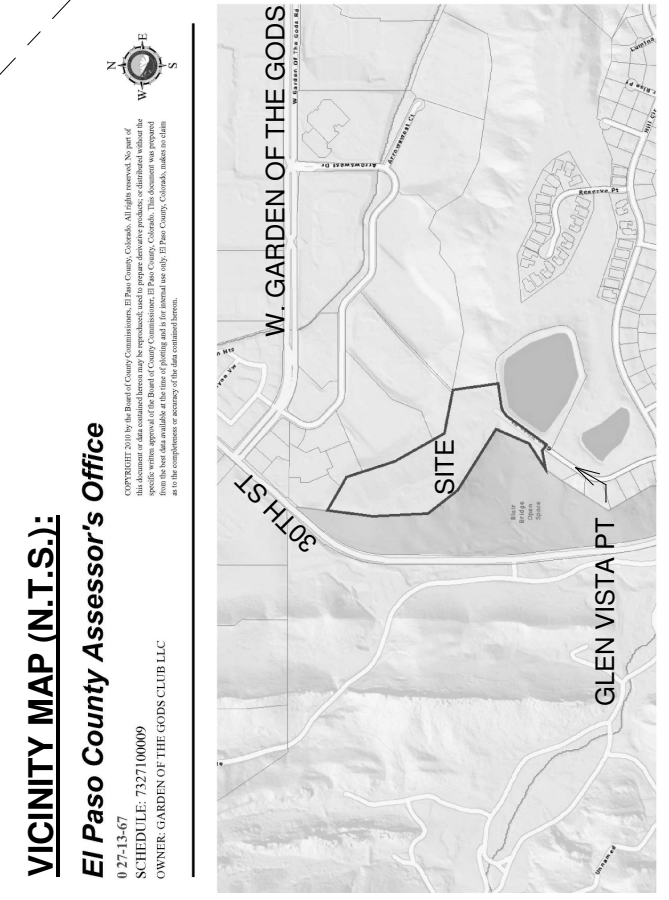 VICINITY MAP (N.T.S.):
El Paso County Assessor's Office
0 27-13-67
SCHEDULE: 7327100009
OWNER: GARDEN OF THE GODS CLUB LLC
COPYRIGHT 2010 by the Board of County Commissioners, El Paso County, Colorado. All rights reserved. No part of
this document or data contained hereon may be reproduced; used to prepare derivative products; or distributed without the
specific written approval of the Board of County Commissioner, El Paso County, Colorado. This document was prepared
from the best data available at the time of plotting and is for internal use only. El Paso County, Colorado, makes no claim
as to the completeness or accuracy of the data contained hereon.
N
W
E
S
W. GARDEN OF THE GODS
W Garden Of The Gods Rd
30TH ST
Arrowswest Dr
Arrowswest Ct
SITE
Blair
Bridge
Open
Space
Reserve Pt
GLEN VISTA PT
Hill Cir
Unnamed